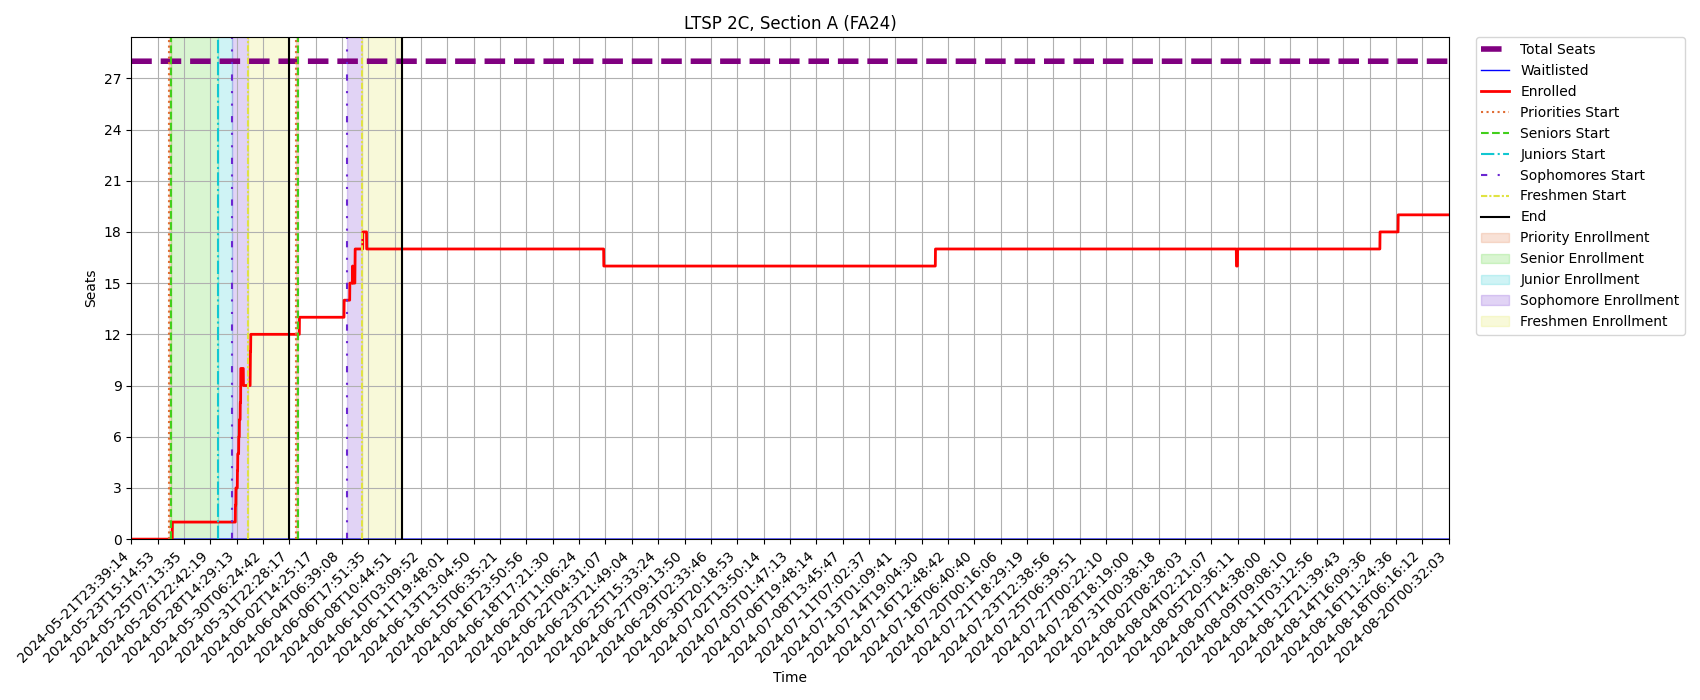 LTSP 2C, Section A (FA24)
Total Seats
Waitlisted
Enrolled
Priorities Start
Seniors Start
Juniors Start
Sophomores Start
Freshmen Start
End
Priority Enrollment
Senior Enrollment
Junior Enrollment
Sophomore Enrollment
Freshmen Enrollment
Seats
27
24
21
18
15
12
9
6
3
0
2024-05-21T23:39:14
2024-05-23T15:14:53
2024-05-25T07:13:35
2024-05-26T22:42:19
2024-05-28T14:29:13
2024-05-30T06:24:42
2024-05-31T22:28:17
2024-06-02T14:25:17
2024-06-04T06:39:08
2024-06-06T17:51:35
2024-06-08T10:44:51
2024-06-10T03:09:52
2024-06-11T19:48:01
2024-06-13T13:04:50
2024-06-15T06:35:21
2024-06-16T23:50:56
2024-06-18T17:21:30
2024-06-20T11:06:24
2024-06-22T04:31:07
2024-06-23T21:49:04
2024-06-25T15:33:24
2024-06-27T09:13:50
2024-06-29T02:33:46
2024-06-30T20:18:53
2024-07-02T13:50:14
2024-07-05T01:47:13
2024-07-06T19:48:14
2024-07-08T13:45:47
2024-07-11T07:02:37
2024-07-13T01:09:41
2024-07-14T19:04:30
2024-07-16T12:48:42
2024-07-18T06:40:40
2024-07-20T00:16:06
2024-07-21T18:29:19
2024-07-23T12:38:56
2024-07-25T06:39:51
2024-07-27T00:22:10
2024-07-28T18:19:00
2024-07-31T00:38:18
2024-08-02T08:28:03
2024-08-04T02:21:07
2024-08-05T20:36:11
2024-08-07T14:38:00
2024-08-09T09:08:10
2024-08-11T03:12:56
2024-08-12T21:39:43
2024-08-14T16:09:36
2024-08-16T11:24:36
2024-08-18T06:16:12
2024-08-20T00:32:03
Time